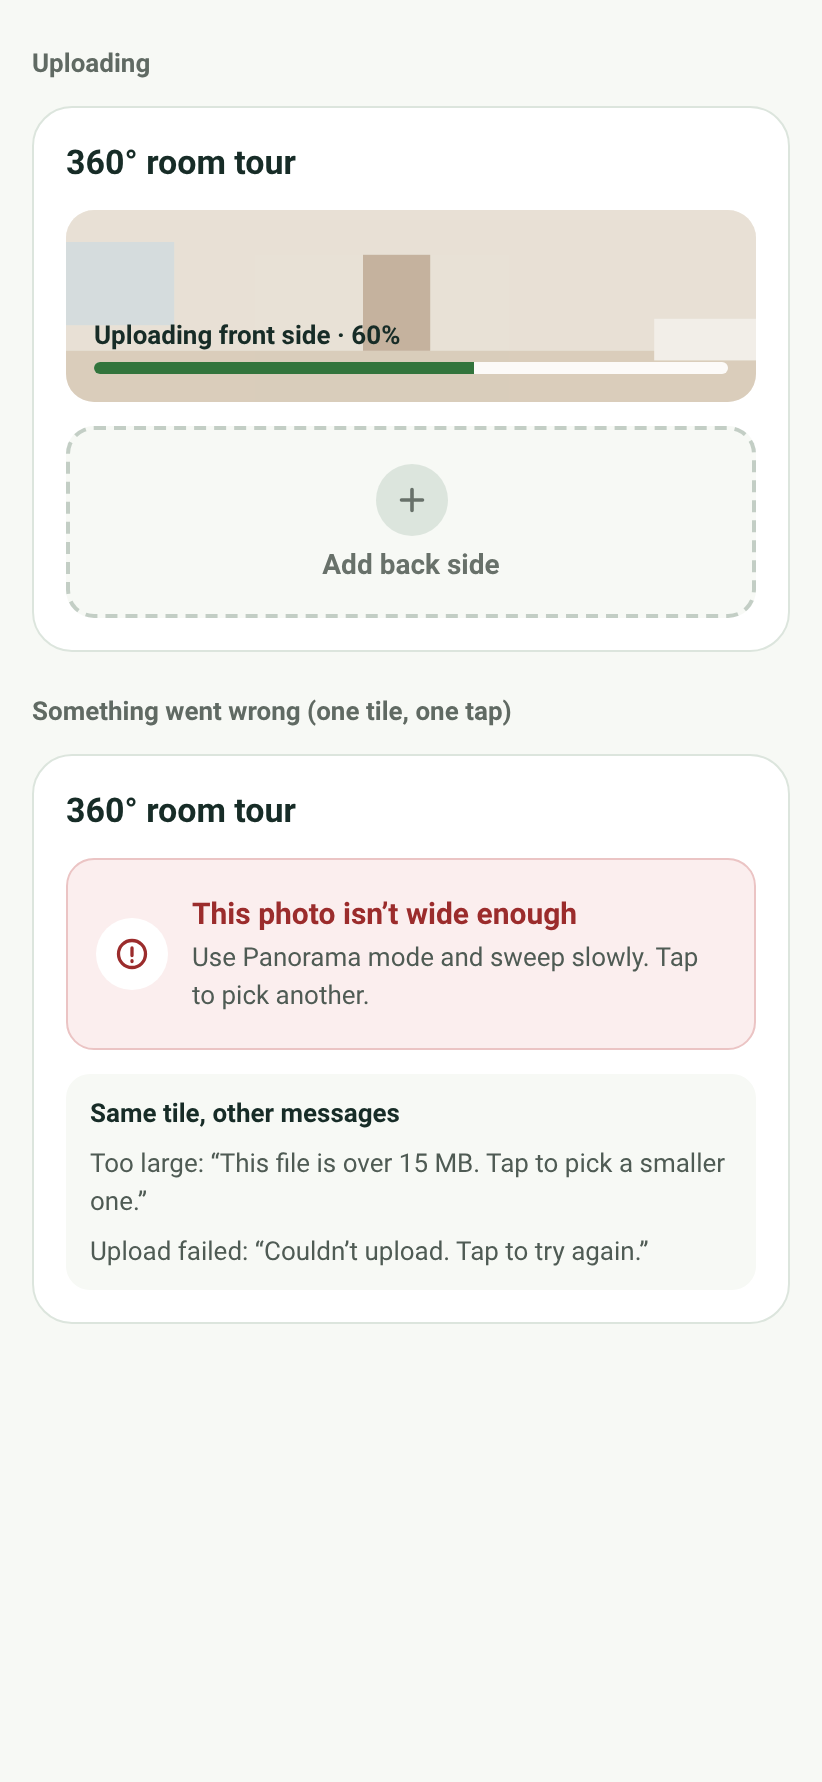 Uploading
360° room tour
Uploading front side · 60%
Add back side
Something went wrong (one tile, one tap)
360° room tour
This photo isn’t wide enough
Use Panorama mode and sweep slowly. Tap
to pick another.
Same tile, other messages
Too large: “This file is over 15 MB. Tap to pick a smaller
one.”
Upload failed: “Couldn’t upload. Tap to try again.”